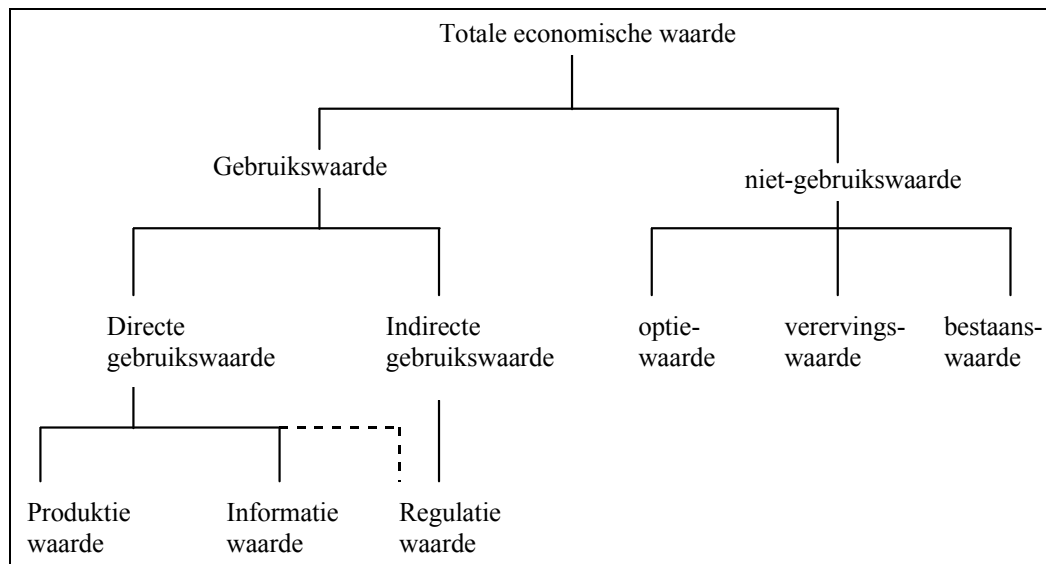 Totale economische waarde
Gebruikswaarde
niet-gebruikswaarde
Directe
gebruikswaarde
Indirecte
gebruikswaarde
optie-
waarde
verervings-
waarde
bestaans-
waarde
Produktie
waarde
Informatie
waarde
Regulatie
waarde